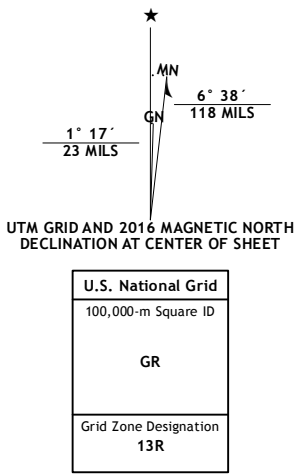 ★
MN
6° 38´
118 MILS
GN
1° 17´
23 MILS
UTM GRID AND 2016 MAGNETIC NORTH
DECLINATION AT CENTER OF SHEET
U.S. National Grid
100,000-m Square ID
GR
Grid Zone Designation
13R